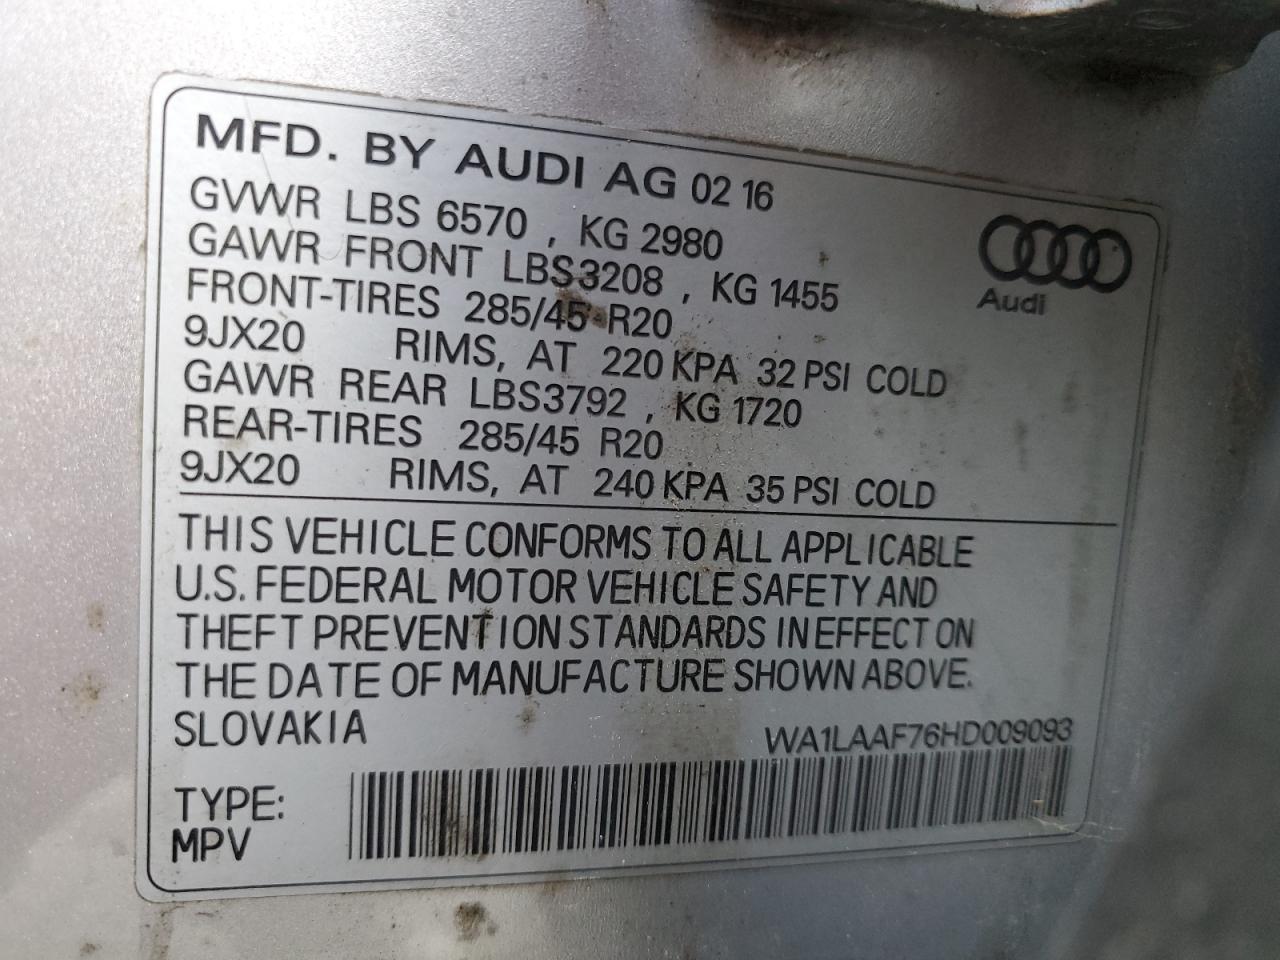 MFD. BY AUDI AG 02 16
GVWR LBS 6570 , KG 2980
GAWR FRONT LBS3208 , KG 1455
FRONT-TIRES 285/45 R20
9JX20 RIMS, AT 220 KPA 32 PSI COLD
GAWR REAR LBS3792 , KG 1720
REAR-TIRES 285/45 R20
9JX20 RIMS, AT 240 KPA 35 PSI COLD
Audi
THIS VEHICLE CONFORMS TO ALL APPLICABLE
U.S. FEDERAL MOTOR VEHICLE SAFETY AND
THEFT PREVENTION STANDARDS IN EFFECT ON
THE DATE OF MANUFACTURE SHOWN ABOVE.
SLOVAKIA WA1LAAF76HD009093
TYPE:
MPV